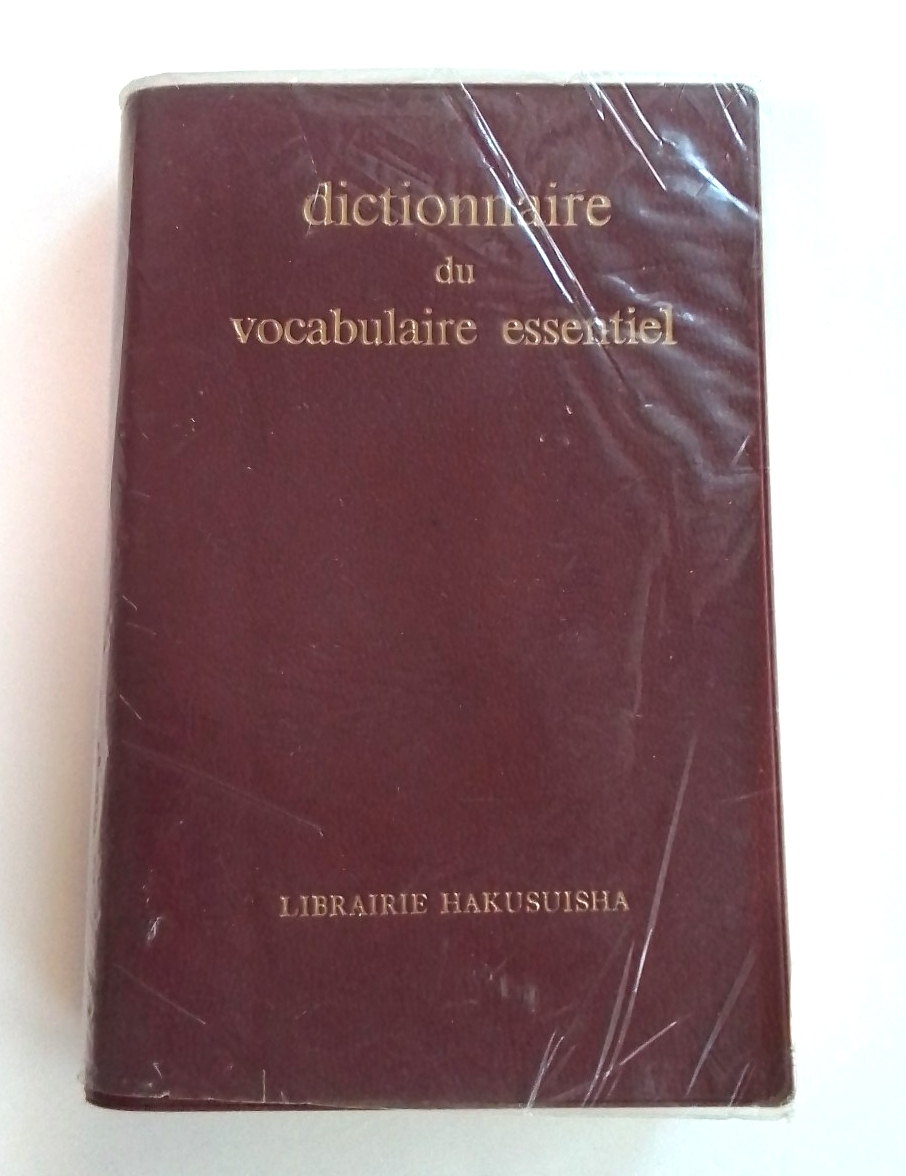 dictionnaire
du
vocabulaire essentiel
LIBRAIRIE HAKUSUISHA